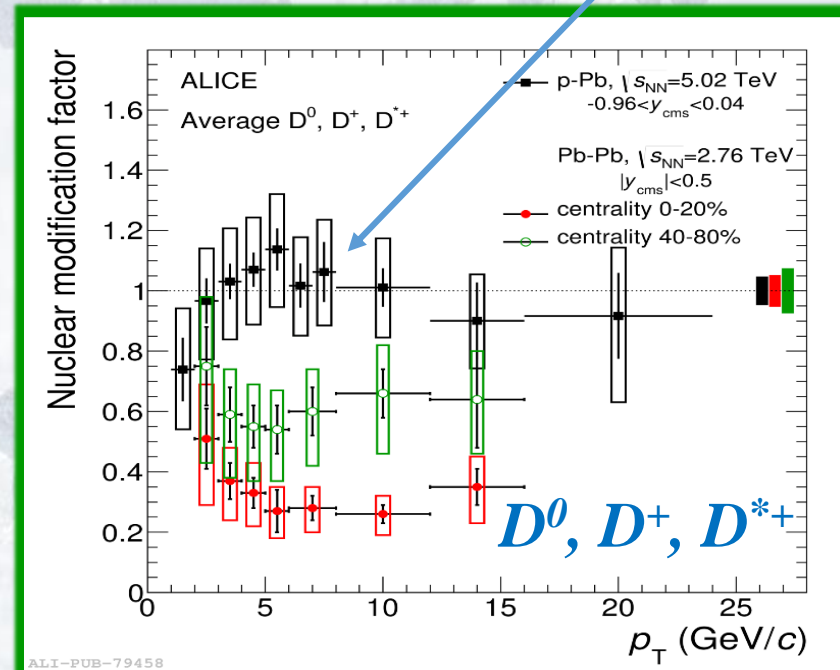 Nuclear modification factor
ALICE
Average D⁰, D⁺, D*⁺
p-Pb, \sNN=5.02 TeV
-0.96<ycms<0.04
Pb-Pb, \sNN=2.76 TeV
|ycms|<0.5
centrality 0-20%
centrality 40-80%
1.6
1.4
1.2
1
0.8
0.6
0.4
0.2
0
D⁰, D⁺, D*⁺
0 5 10 15 20 25
pT (GeV/c)
ALI-PUB-79458